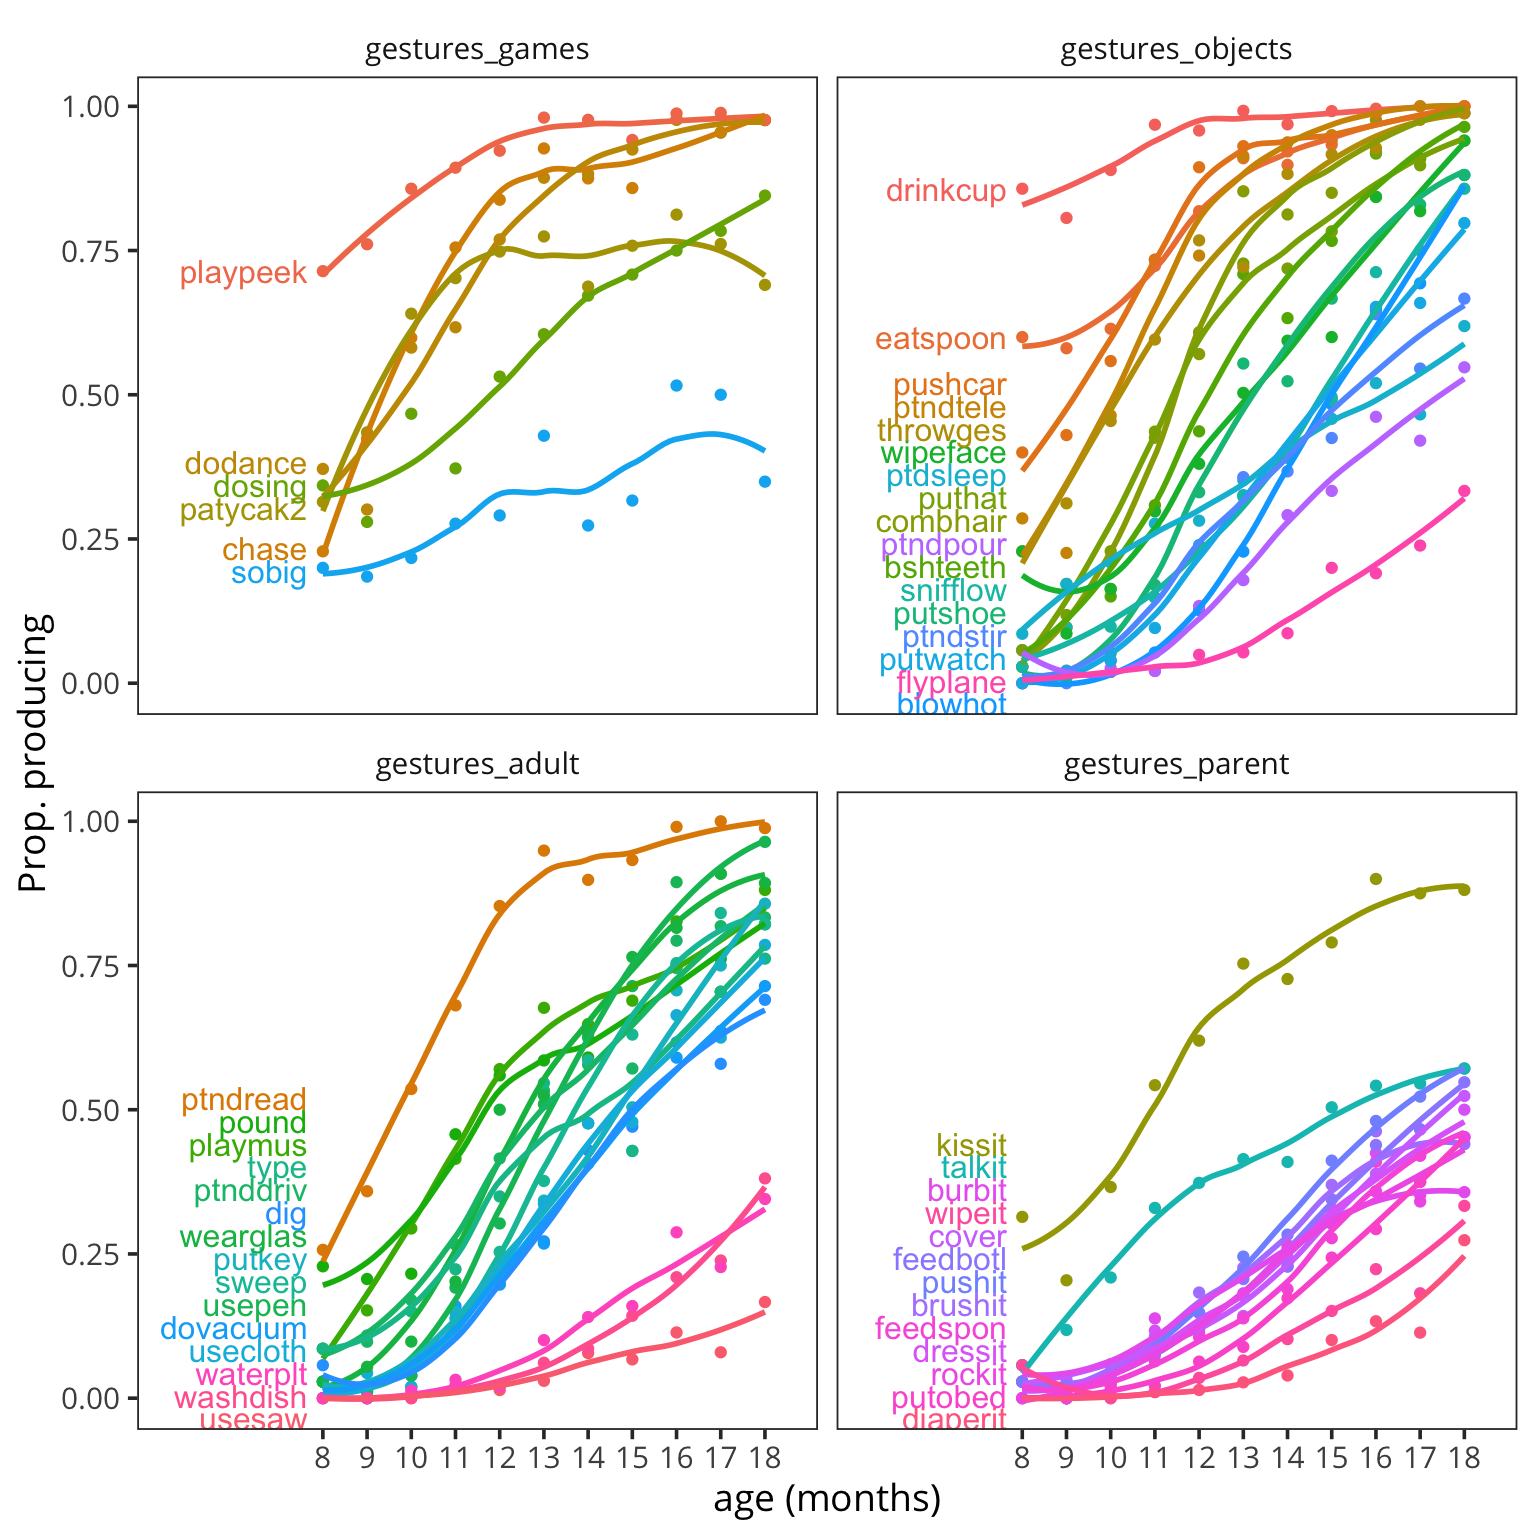 gestures_games
gestures_objects
1.00
0.75
0.50
0.25
0.00
playpeek
dodance
dosing
patycak2
chase
sobig
drinkcup
eatspoon
pushcar
ptndtele
throwges
wipeface
ptdsleep
puthat
combhair
ptndpour
bshteeth
snifflow
putshoe
ptndstir
putwatch
flyplane
blowhot
Prop. producing
gestures_adult
gestures_parent
1.00
0.75
0.50
0.25
0.00
ptndread
pound
playmus
type
ptnddriv
dig
wearglas
putkey
sweep
usepen
dovacuum
usecloth
waterplt
washdish
usesaw
kissit
talkit
burbit
wipeit
cover
feedbotl
pushit
brushit
feedspon
dressit
rockit
putobed
diaperit
8 9 10 11 12 13 14 15 16 17 18
8 9 10 11 12 13 14 15 16 17 18
age (months)